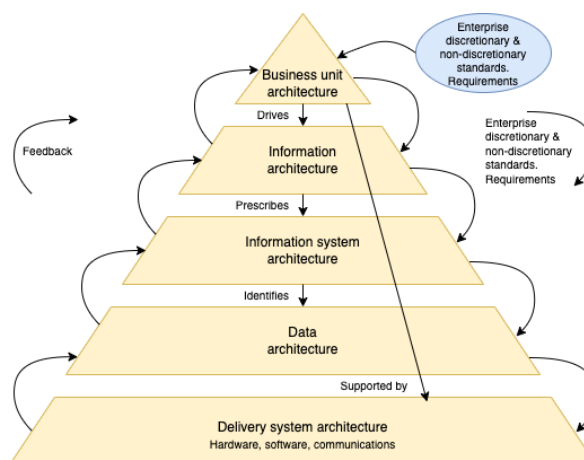 Enterprise
discretionary &
non-discretionary
standards.
Requirements
Business unit
architecture
Drives
Feedback
Enterprise
discretionary &
non-discretionary
standards.
Requirements
Information
architecture
Prescribes
Information system
architecture
Identifies
Data
architecture
Supported by
Delivery system architecture
Hardware, software, communications